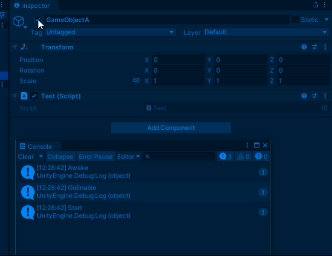 Inspector
GameObjectA
Static
Tag Untagged Layer Default
Transform
Position X 0 Y 0 Z 0
Rotation X 0 Y 0 Z 0
Scale X 1 Y 1 Z 1
Test (Script)
Script Test
Add Component
Console
Clear Collapse Error Pause Editor 3 0 0
[12:28:42] Awake
UnityEngine.Debug:Log (object)
1
[12:28:42] OnEnable
UnityEngine.Debug:Log (object)
1
[12:28:42] Start
UnityEngine.Debug:Log (object)
1